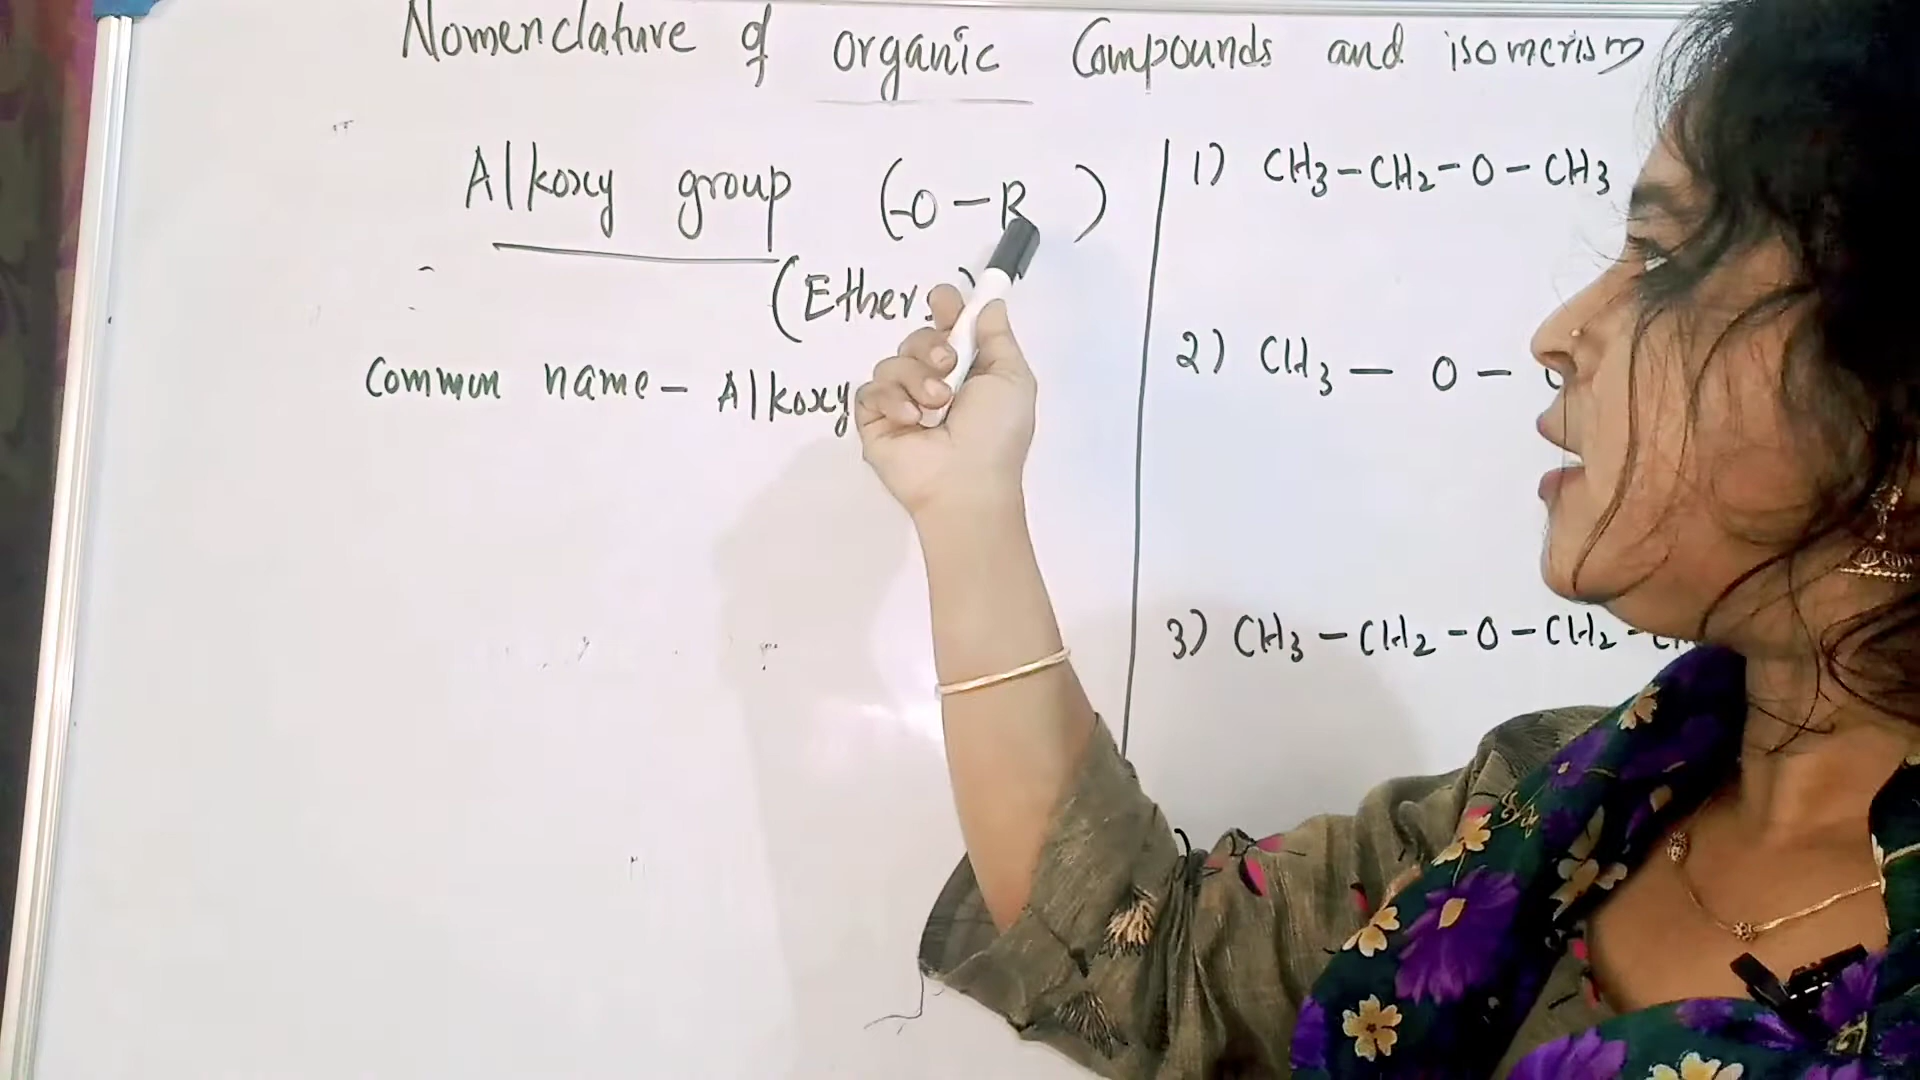 Nomenclature of organic Compounds and isomerism
Alkoxy group (-O-R )
(Ethers)
Common name - Alkoxy
1) CH3-CH2-O-CH3
2) CH3 - O -
3) CH3-CH2-O-CH2-